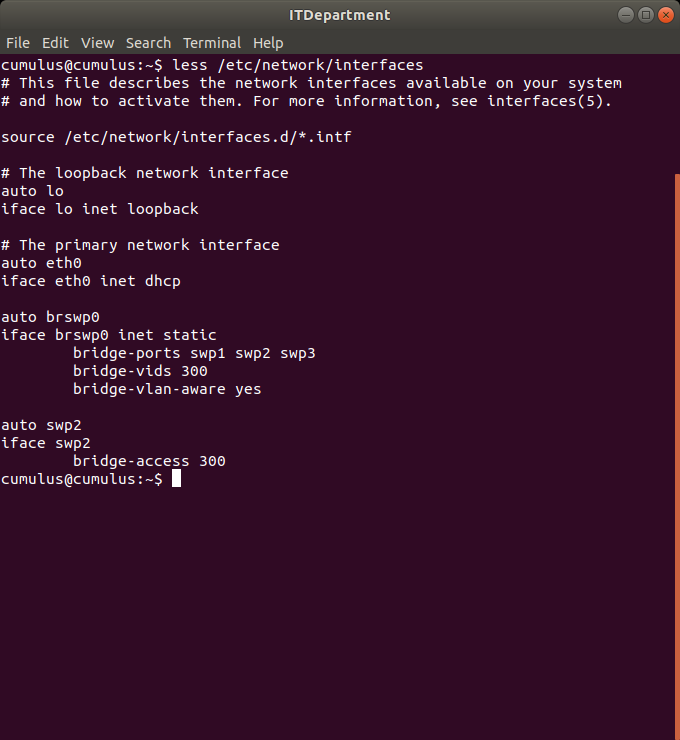 ITDepartment
File Edit View Search Terminal Help
cumulus@cumulus:~$ less /etc/network/interfaces
# This file describes the network interfaces available on your system
# and how to activate them. For more information, see interfaces(5).
source /etc/network/interfaces.d/*.intf
# The loopback network interface
auto lo
iface lo inet loopback
# The primary network interface
auto eth0
iface eth0 inet dhcp
auto brswp0
iface brswp0 inet static
        bridge-ports swp1 swp2 swp3
        bridge-vids 300
        bridge-vlan-aware yes
auto swp2
iface swp2
        bridge-access 300
cumulus@cumulus:~$